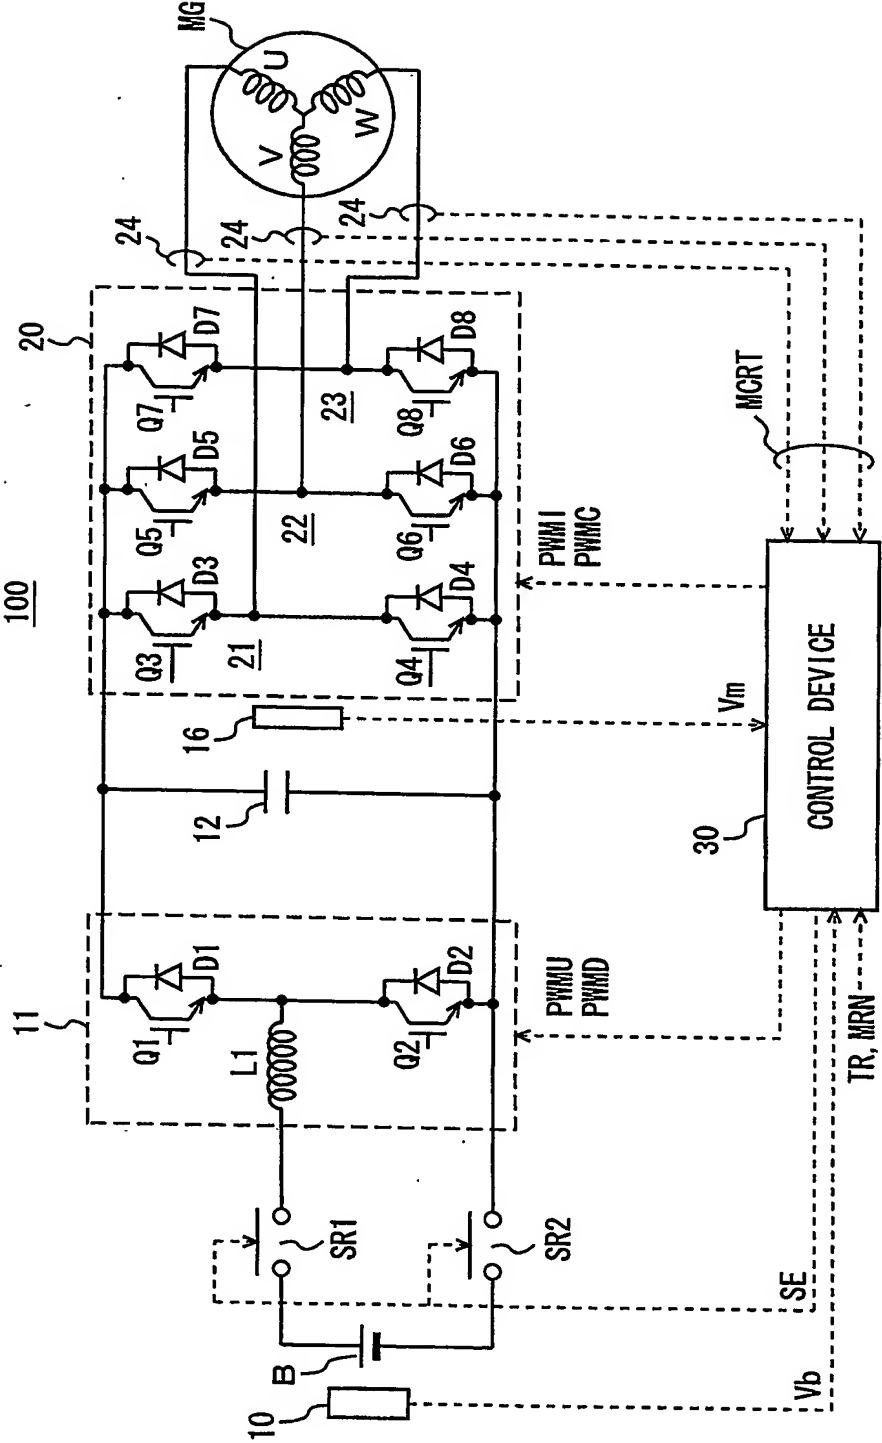 100
11
20
Q1
D1
L1
Q2
D2
12
16
Q3
D3
Q5
D5
Q7
D7
21
22
23
Q4
D4
Q6
D6
Q8
D8
24
24
24
MG
U
V
W
10
B
SR1
SR2
PWMU
PWMD
PWMI
PWMC
Vm
MCRT
SE
Vb
TR, MRN
30
CONTROL DEVICE